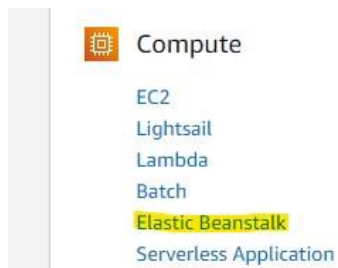 Compute
EC2
Lightsail
Lambda
Batch
Elastic Beanstalk
Serverless Application